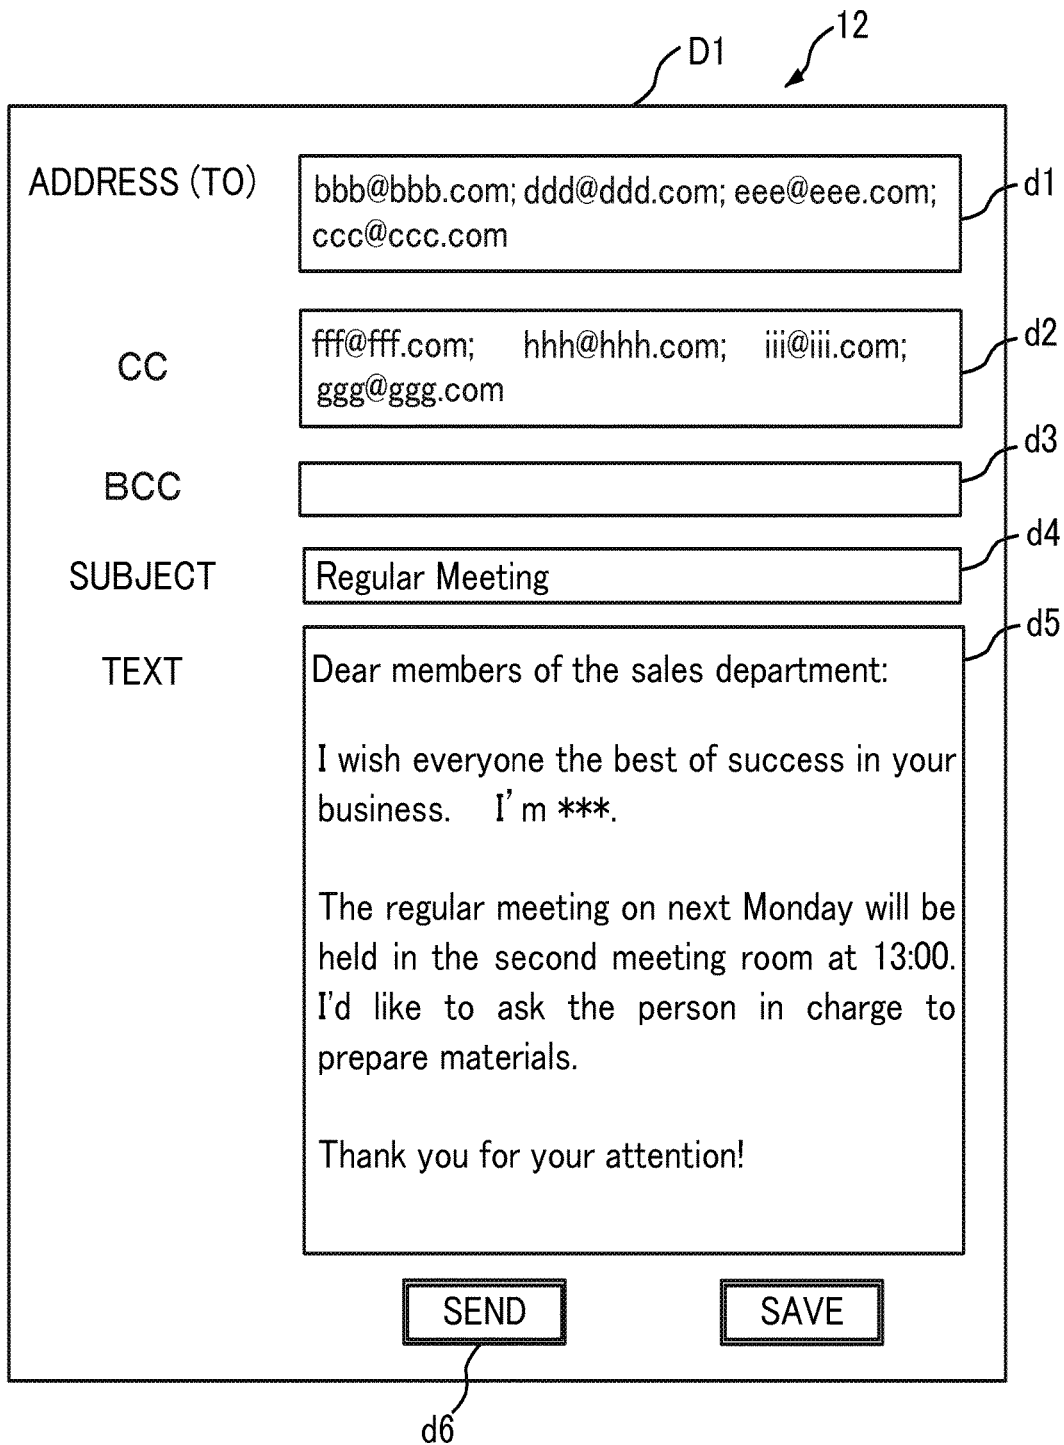 12
D1
ADDRESS (TO)
bbb@bbb.com; ddd@ddd.com; eee@eee.com;
ccc@ccc.com
d1
CC
fff@fff.com; hhh@hhh.com; iii@iii.com;
ggg@ggg.com
d2
BCC
d3
SUBJECT
Regular Meeting
d4
TEXT
d5
Dear members of the sales department:
I wish everyone the best of success in your
business. I'm ***.
The regular meeting on next Monday will be
held in the second meeting room at 13:00.
I'd like to ask the person in charge to
prepare materials.
Thank you for your attention!
SEND
SAVE
d6